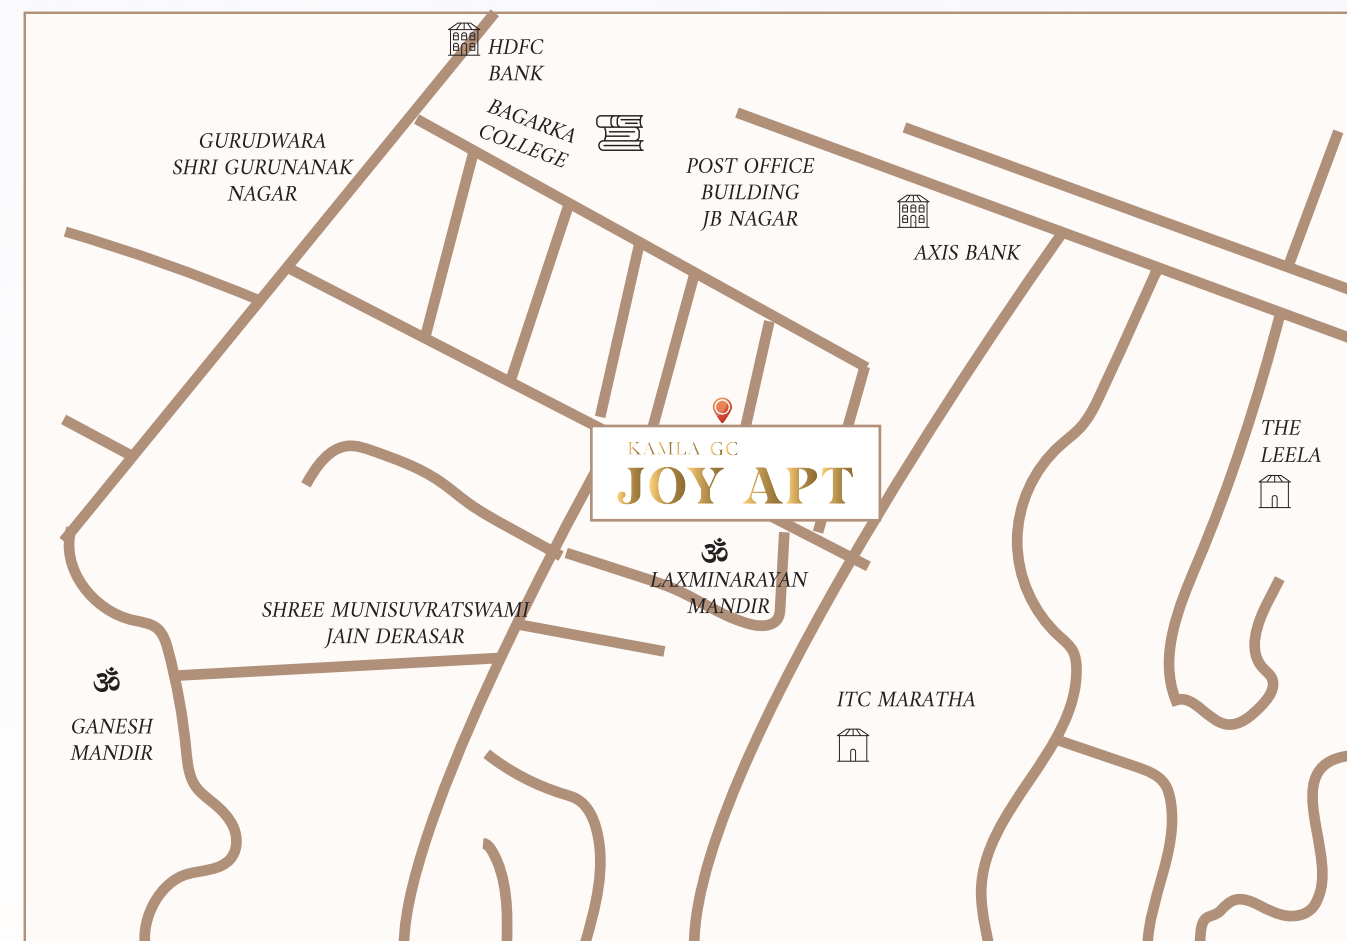 HDFC
BANK
BAGARKA
COLLEGE
GURUDWARA
SHRI GURUNANAK
NAGAR
POST OFFICE
BUILDING
JB NAGAR
AXIS BANK
THE
LEELA
KAMLA GC
JOY APT
ॐ
LAXMINARAYAN
MANDIR
SHREE MUNISUVRATSWAMI
JAIN DERASAR
ॐ
GANESH
MANDIR
ITC MARATHA